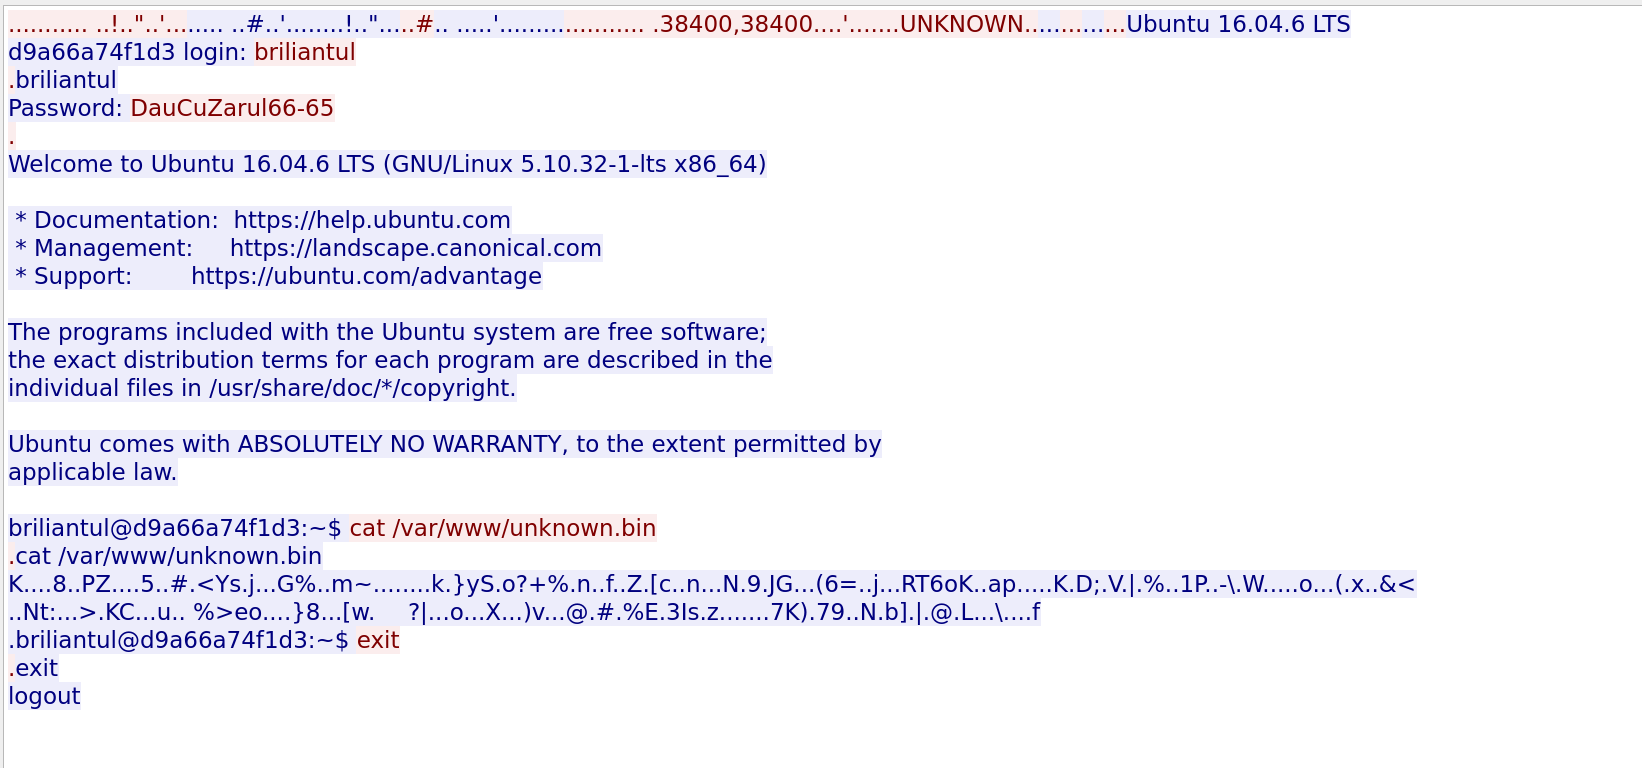 ........... ..!.."..'........ ..#..'........!..".....#.. .....'.................... .38400,38400....'.......UNKNOWN..................Ubuntu 16.04.6 LTS
d9a66a74f1d3 login: briliantul
.briliantul
Password: DauCuZarul66-65
.
Welcome to Ubuntu 16.04.6 LTS (GNU/Linux 5.10.32-1-lts x86_64)
* Documentation:  https://help.ubuntu.com
* Management:     https://landscape.canonical.com
* Support:        https://ubuntu.com/advantage
The programs included with the Ubuntu system are free software;
the exact distribution terms for each program are described in the
individual files in /usr/share/doc/*/copyright.
Ubuntu comes with ABSOLUTELY NO WARRANTY, to the extent permitted by
applicable law.
briliantul@d9a66a74f1d3:~$ cat /var/www/unknown.bin
.cat /var/www/unknown.bin
K....8..PZ....5..#.<Ys.j...G%..m~........k.}yS.o?+%.n..f..Z.[c..n...N.9.JG...(6=..j...RT6oK..ap.....K.D;.V.|.%..1P..-\.W.....o...(.x..&<
..Nt:...>.KC...u.. %>eo....}8...[w.    ?|...o...X...)v...@.#.%E.3Is.z.......7K).79..N.b].|.@.L...\....f
.briliantul@d9a66a74f1d3:~$ exit
.exit
logout